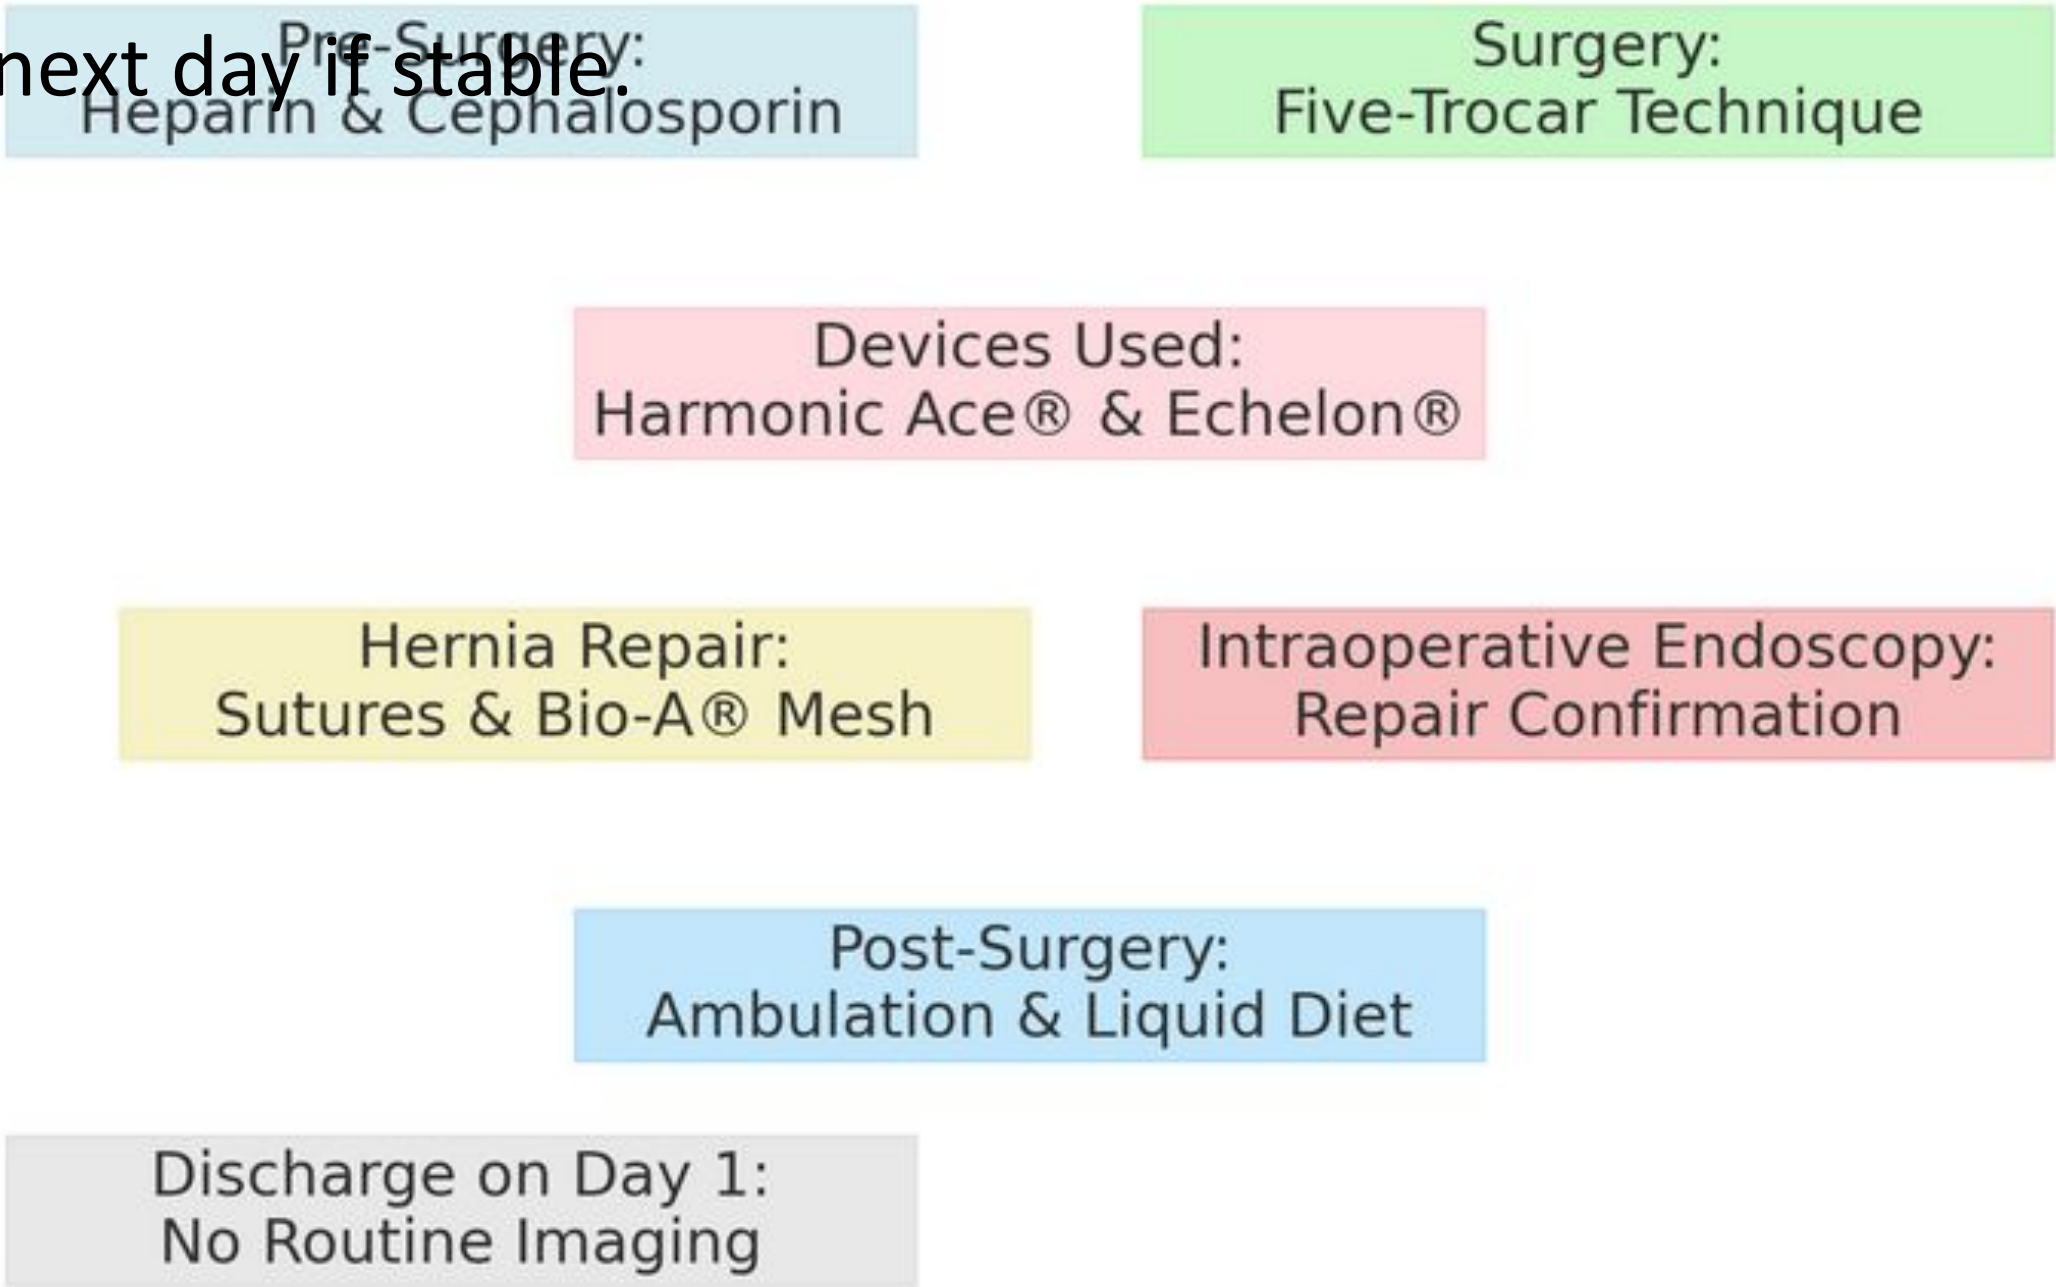 next day if stable.
Pre-Surgery:
Heparin & Cephalosporin
Surgery:
Five-Trocar Technique
Devices Used:
Harmonic Ace® & Echelon®
Hernia Repair:
Sutures & Bio-A® Mesh
Intraoperative Endoscopy:
Repair Confirmation
Post-Surgery:
Ambulation & Liquid Diet
Discharge on Day 1:
No Routine Imaging